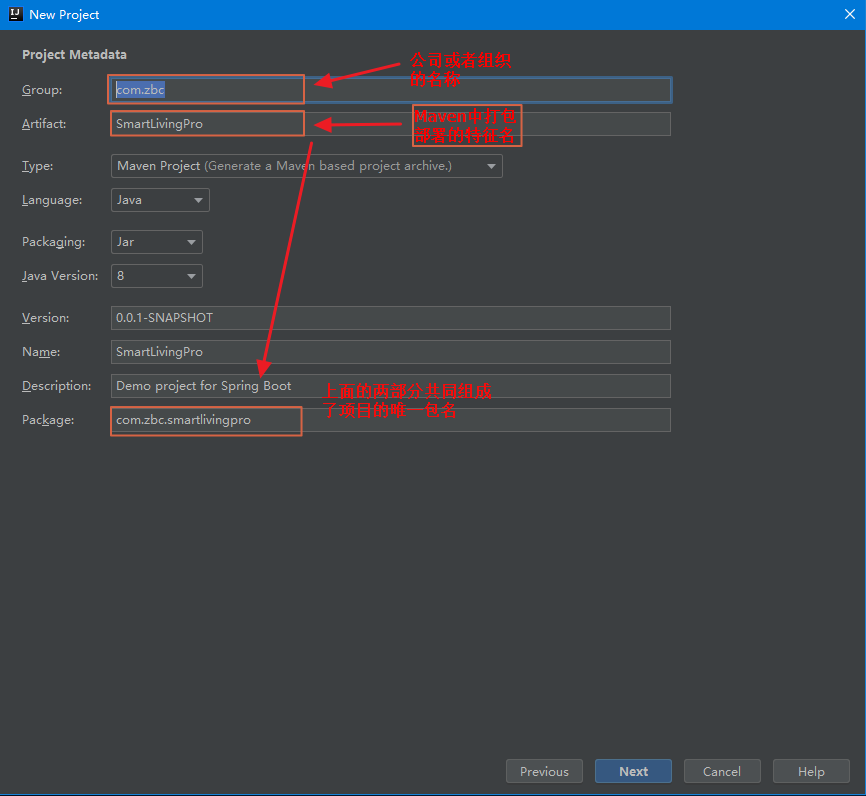 New Project
Project Metadata
Group: com.zbc
公司或者组织
的名称
Artifact: SmartLivingPro
Maven中打包
部署的特征名
Type: Maven Project (Generate a Maven based project archive.)
Language: Java
Packaging: Jar
Java Version: 8
Version: 0.0.1-SNAPSHOT
Name: SmartLivingPro
Description: Demo project for Spring Boot
上面的两部分共同组成
了项目的唯一包名
Package: com.zbc.smartlivingpro
Previous Next Cancel Help